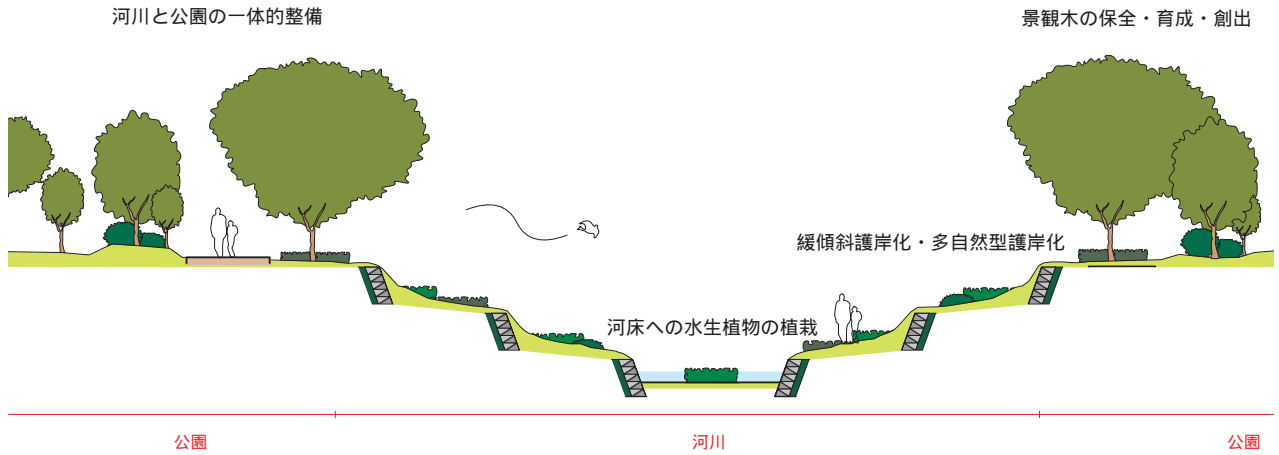 河川と公園の一体的整備
景観木の保全・育成・創出
緩傾斜護岸化・多自然型護岸化
河床への水生植物の植栽
公園
河川
公園